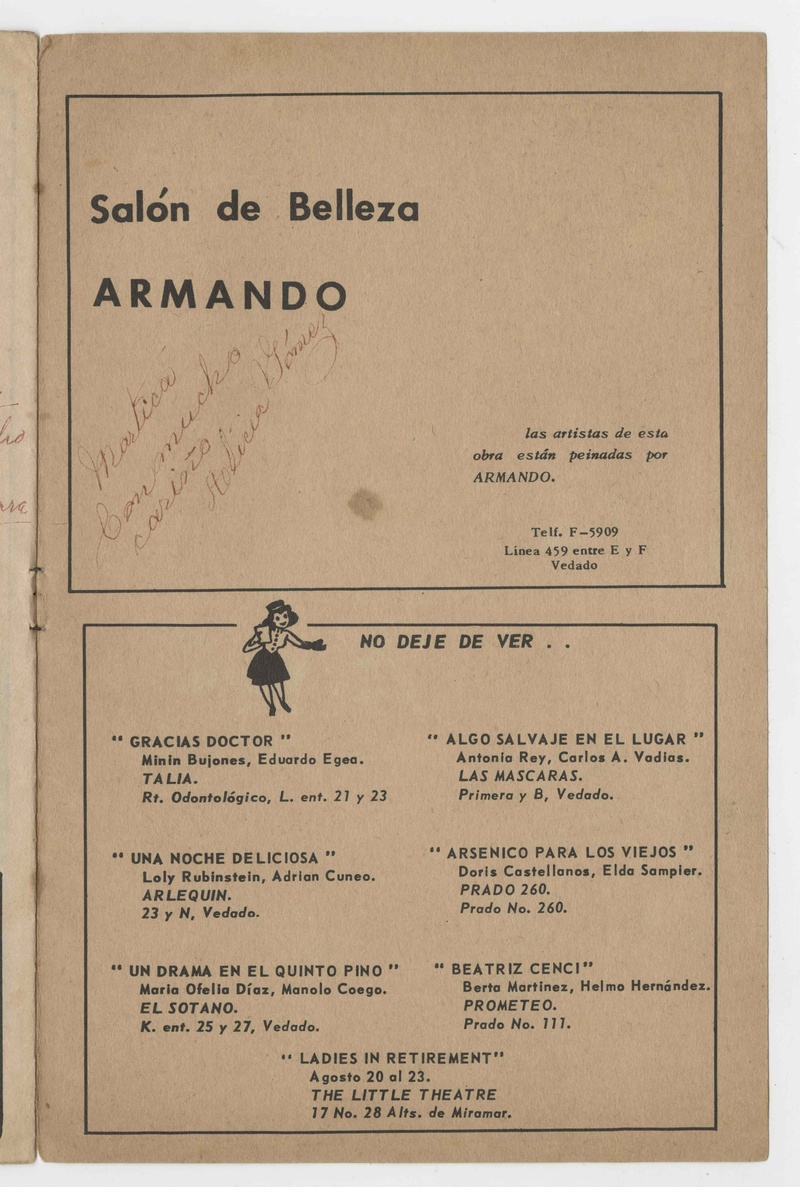 Salón de Belleza
ARMANDO
Martica
Con mucho
cariño
Alicia Gómez
las artistas de esta
obra están peinadas por
ARMANDO.
Telf. F-5909
Linea 459 entre E y F
Vedado
NO DEJE DE VER . .
" GRACIAS DOCTOR "
Minin Bujones, Eduardo Egea.
TALIA.
Rt. Odontológico, L. ent. 21 y 23
" ALGO SALVAJE EN EL LUGAR "
Antonia Rey, Carlos A. Vadias.
LAS MASCARAS.
Primera y B, Vedado.
" UNA NOCHE DELICIOSA "
Loly Rubinstein, Adrian Cuneo.
ARLEQUIN.
23 y N, Vedado.
" ARSENICO PARA LOS VIEJOS "
Doris Castellanos, Elda Sampier.
PRADO 260.
Prado No. 260.
" UN DRAMA EN EL QUINTO PINO "
Maria Ofelia Díaz, Manolo Coego.
EL SOTANO.
K. ent. 25 y 27, Vedado.
" BEATRIZ CENCI"
Berta Martinez, Helmo Hernández.
PROMETEO.
Prado No. 111.
" LADIES IN RETIREMENT"
Agosto 20 al 23.
THE LITTLE THEATRE
17 No. 28 Alts. de Miramar.